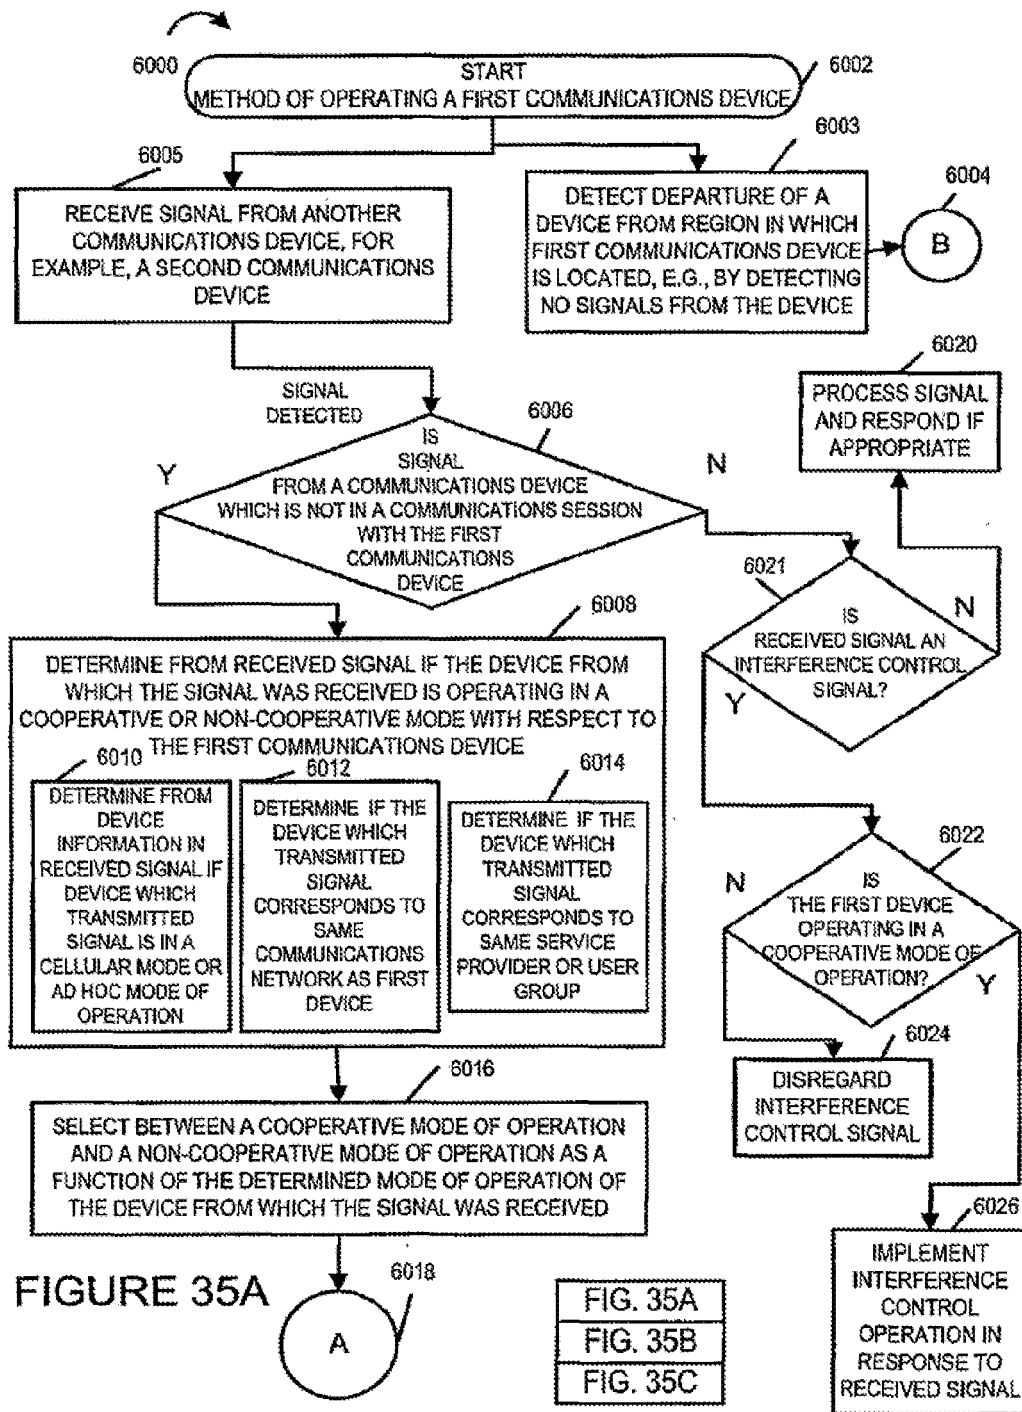 6000
START
METHOD OF OPERATING A FIRST COMMUNICATIONS DEVICE
6002
6005
RECEIVE SIGNAL FROM ANOTHER
COMMUNICATIONS DEVICE, FOR
EXAMPLE, A SECOND COMMUNICATIONS
DEVICE
6003
DETECT DEPARTURE OF A
DEVICE FROM REGION IN WHICH
FIRST COMMUNICATIONS DEVICE
IS LOCATED, E.G., BY DETECTING
NO SIGNALS FROM THE DEVICE
6004
B
SIGNAL
DETECTED
6006
IS
SIGNAL
FROM A COMMUNICATIONS DEVICE
WHICH IS NOT IN A COMMUNICATIONS SESSION
WITH THE FIRST
COMMUNICATIONS
DEVICE
Y
N
6020
PROCESS SIGNAL
AND RESPOND IF
APPROPRIATE
6021
IS
RECEIVED SIGNAL AN
INTERFERENCE CONTROL
SIGNAL?
N
Y
6008
DETERMINE FROM RECEIVED SIGNAL IF THE DEVICE FROM
WHICH THE SIGNAL WAS RECEIVED IS OPERATING IN A
COOPERATIVE OR NON-COOPERATIVE MODE WITH RESPECT TO
THE FIRST COMMUNICATIONS DEVICE
6010
DETERMINE FROM
DEVICE
INFORMATION IN
RECEIVED SIGNAL IF
DEVICE WHICH
TRANSMITTED
SIGNAL IS IN A
CELLULAR MODE OR
AD HOC MODE OF
OPERATION
6012
DETERMINE IF THE
DEVICE WHICH
TRANSMITTED
SIGNAL
CORRESPONDS TO
SAME
COMMUNICATIONS
NETWORK AS FIRST
DEVICE
6014
DETERMINE IF THE
DEVICE WHICH
TRANSMITTED
SIGNAL
CORRESPONDS TO
SAME SERVICE
PROVIDER OR USER
GROUP
6022
IS
THE FIRST DEVICE
OPERATING IN A
COOPERATIVE MODE OF
OPERATION?
N
Y
6024
DISREGARD
INTERFERENCE
CONTROL SIGNAL
6016
SELECT BETWEEN A COOPERATIVE MODE OF OPERATION
AND A NON-COOPERATIVE MODE OF OPERATION AS A
FUNCTION OF THE DETERMINED MODE OF OPERATION OF
THE DEVICE FROM WHICH THE SIGNAL WAS RECEIVED
6026
IMPLEMENT
INTERFERENCE
CONTROL
OPERATION IN
RESPONSE TO
RECEIVED SIGNAL
6018
A
FIGURE 35A
FIG. 35A
FIG. 35B
FIG. 35C